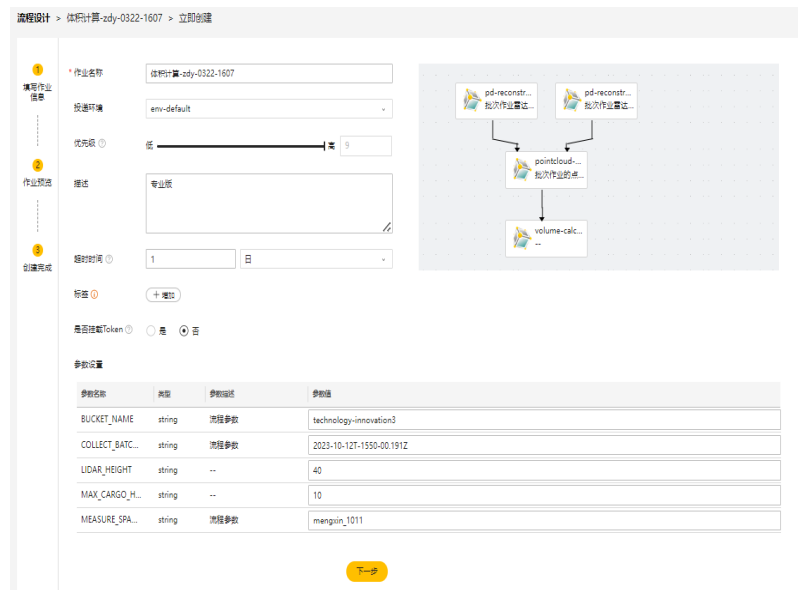 流程设计 > 体积计算-zdy-0322-1607 > 立即创建
1
填写作业
信息
2
作业预览
3
创建完成
* 作业名称
体积计算-zdy-0322-1607
投递环境
env-default
优先级 ?
低
高
9
描述
专业版
超时时间 ?
1
日
标签
+ 增加
是否挂载Token ?
是
否
pd-reconstr...
批次作业雷达...
pd-reconstr...
批次作业雷达...
pointcloud-...
批次作业的点...
volume-calc...
--
参数设置
参数名称 类型 参数描述 参数值
BUCKET_NAME string 流程参数 technology-innovation3
COLLECT_BATC... string 流程参数 2023-10-12T-1550-00.191Z
LIDAR_HEIGHT string -- 40
MAX_CARGO_H... string -- 10
MEASURE_SPA... string 流程参数 mengxin_1011
下一步